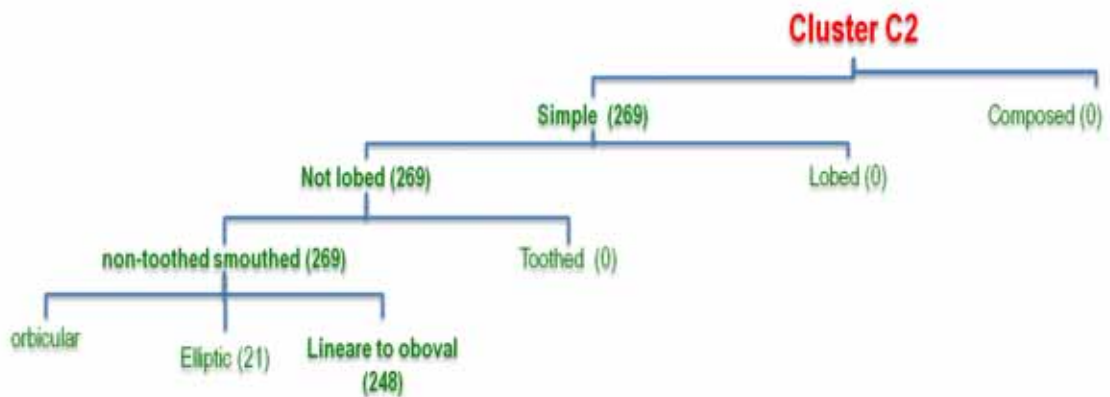 Cluster C2
Simple (269)
Composed (0)
Not lobed (269)
Lobed (0)
non-toothed smouthed (269)
Toothed (0)
orbicular
Elliptic (21)
Lineare to oboval
(248)